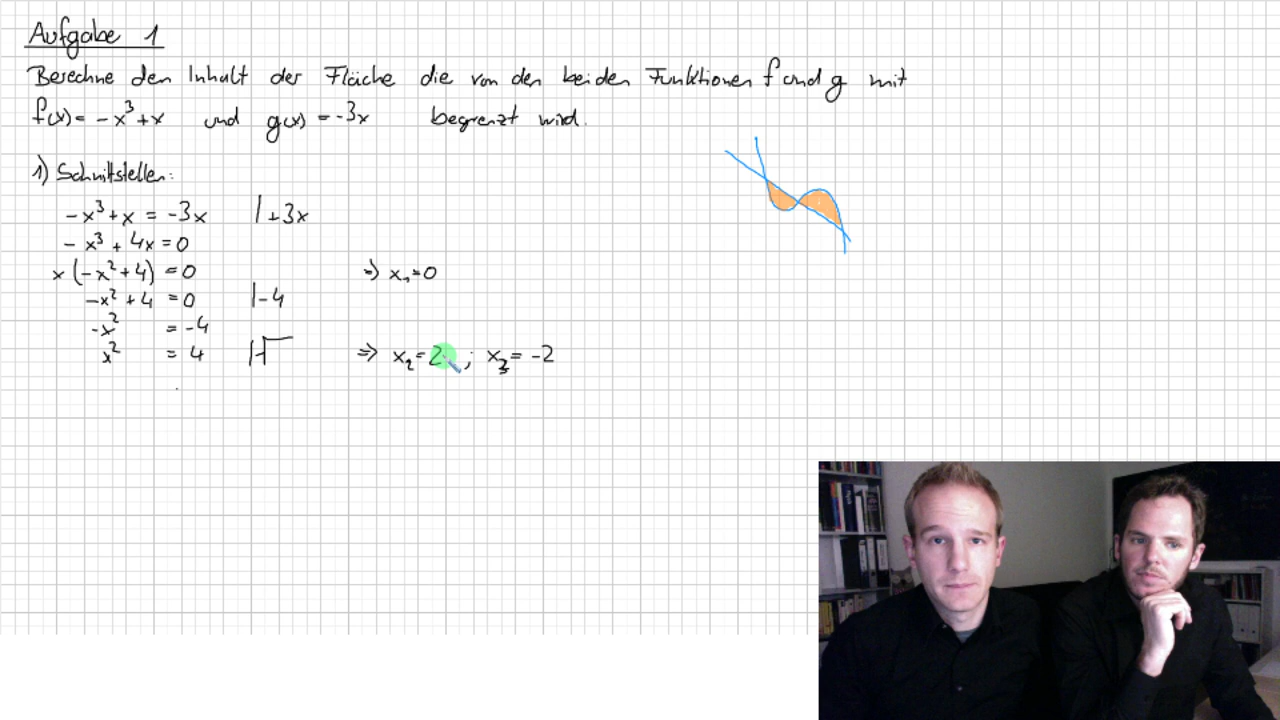 Aufgabe 1
Berechne den Inhalt der Fläche die von den beiden Funktionen f und g mit
f(x) = -x³+x und g(x) = -3x begrenzt wird.
1) Schnittstellen:
-x³+x = -3x |+3x
-x³ + 4x = 0
x(-x²+4) = 0 ⇒ x₁=0
-x² + 4 = 0 |-4
-x² = -4
x² = 4 |√ ⇒ x₂=2 ; x₃= -2